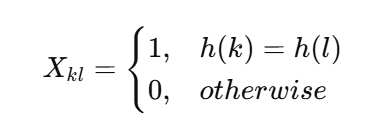 X_{kl} = { 1, h(k) = h(l)
0, otherwise